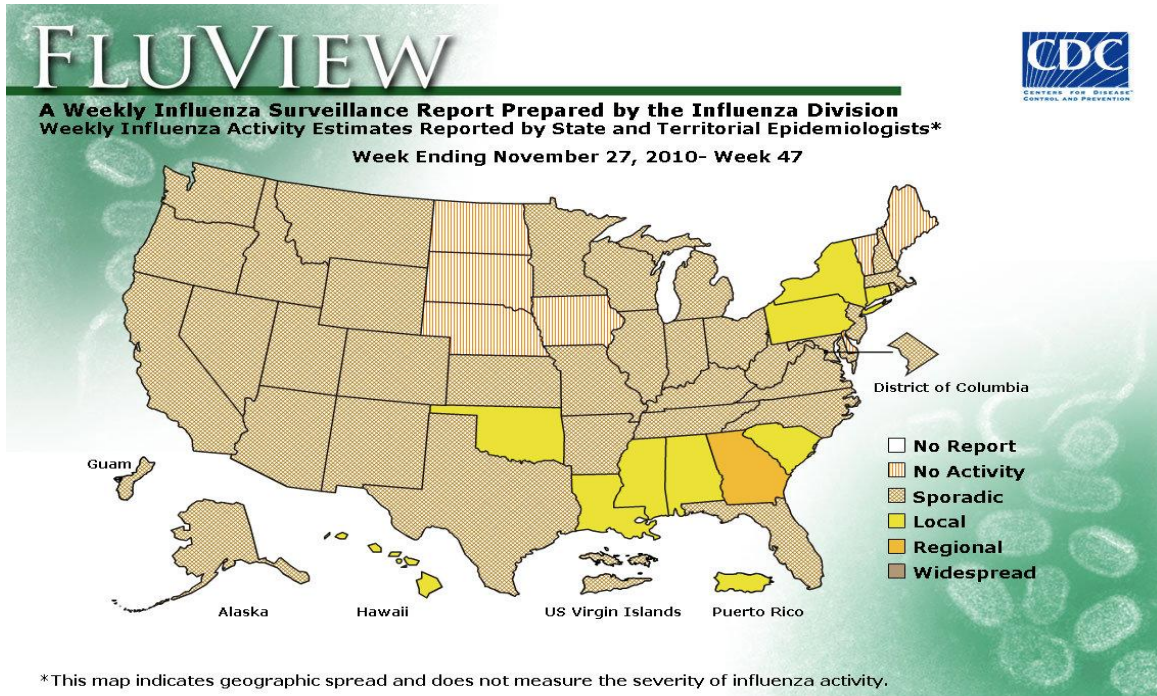 FLUVIEW
CDC
CENTERS FOR DISEASE
CONTROL AND PREVENTION
A Weekly Influenza Surveillance Report Prepared by the Influenza Division
Weekly Influenza Activity Estimates Reported by State and Territorial Epidemiologists*
Week Ending November 27, 2010- Week 47
District of Columbia
No Report
No Activity
Sporadic
Local
Regional
Widespread
Guam
Alaska
Hawaii
US Virgin Islands
Puerto Rico
*This map indicates geographic spread and does not measure the severity of influenza activity.